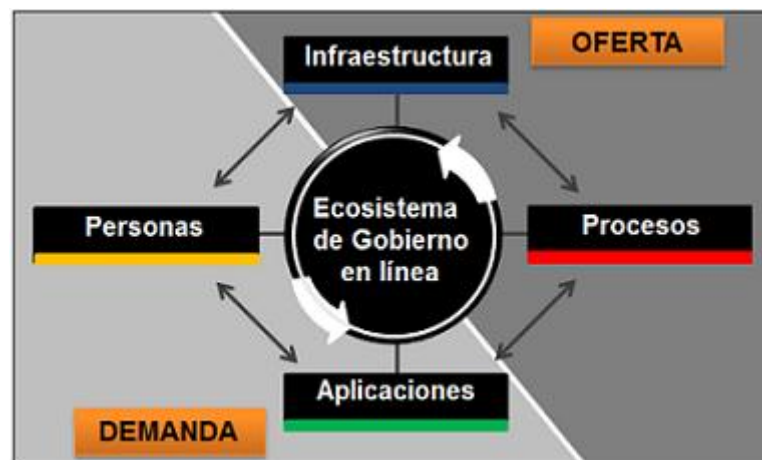 OFERTA
Infraestructura
Personas
Ecosistema
de Gobierno
en línea
Procesos
Aplicaciones
DEMANDA